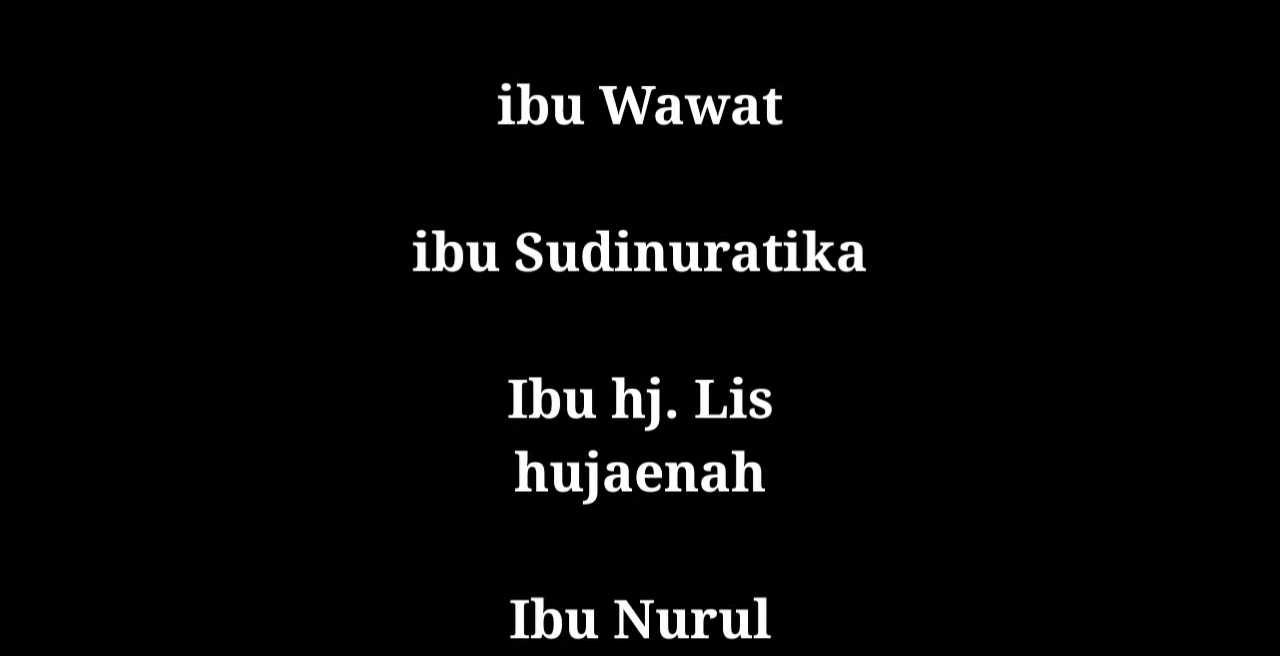 ibu Wawat
ibu Sudinuratika
Ibu hj. Lis
hujaenah
Ibu Nurul